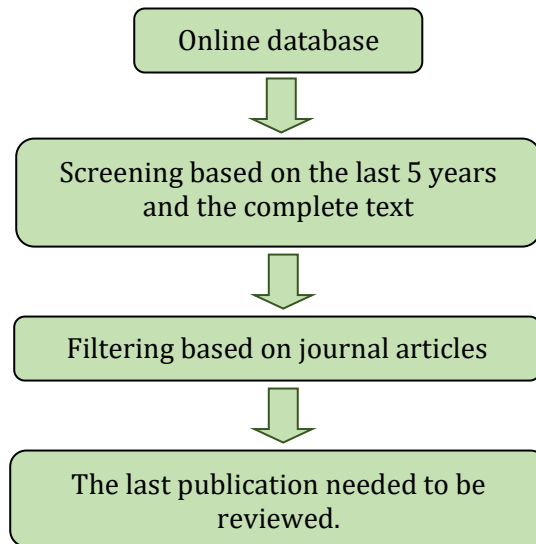 Online database
Screening based on the last 5 years
and the complete text
Filtering based on journal articles
The last publication needed to be
reviewed.